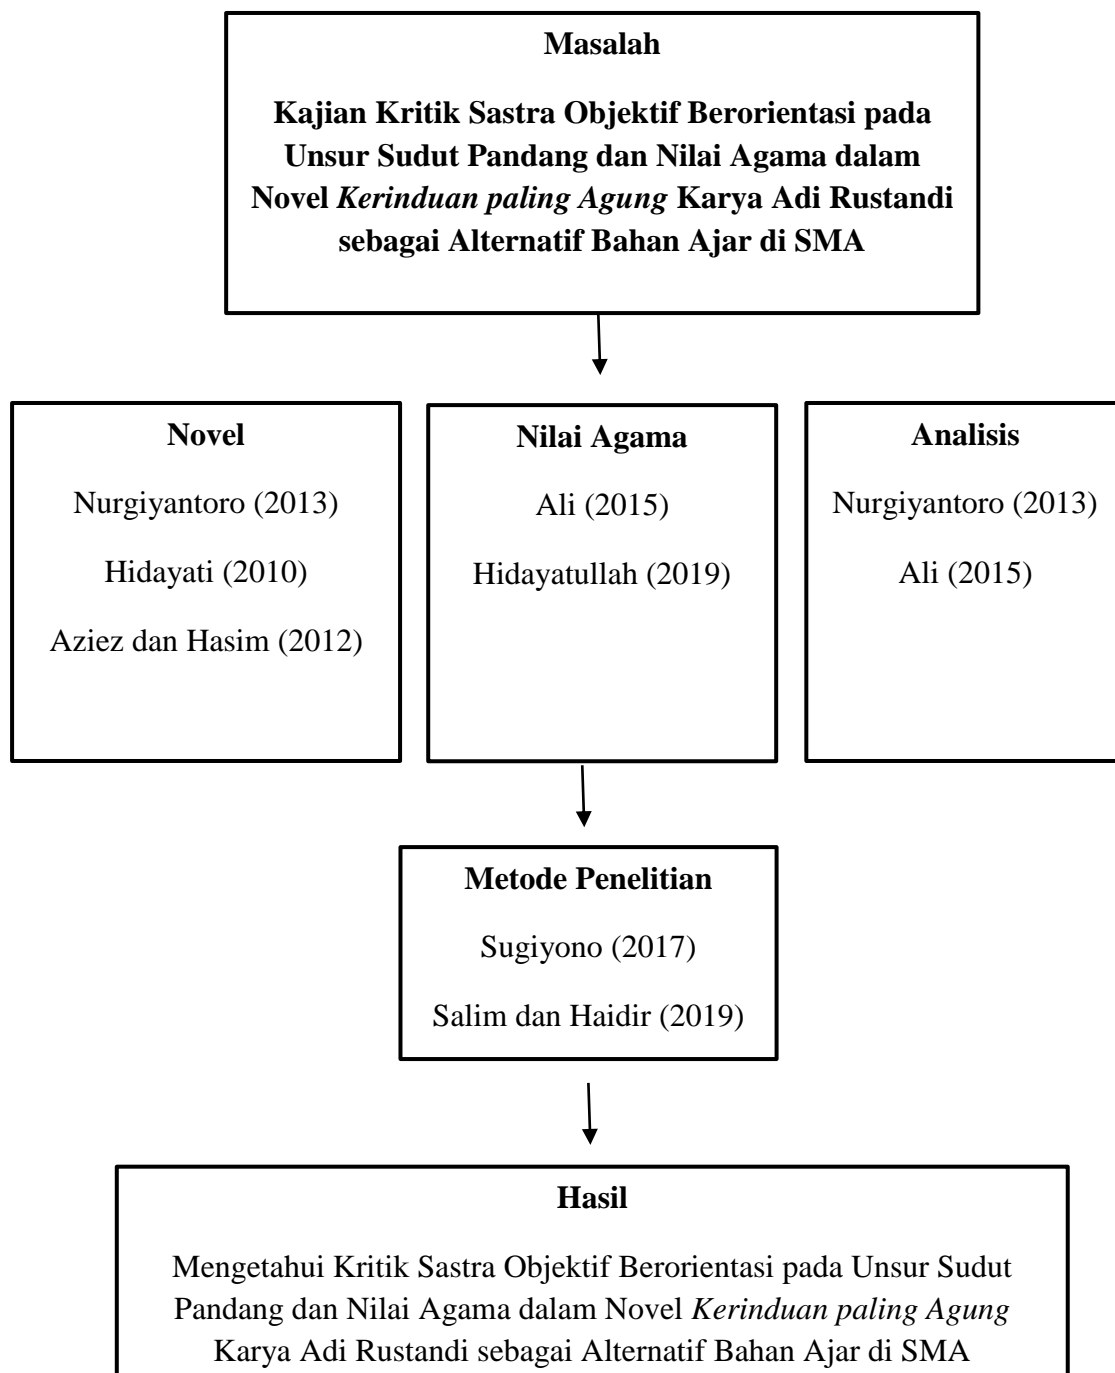 Masalah
Kajian Kritik Sastra Objektif Berorientasi pada
Unsur Sudut Pandang dan Nilai Agama dalam
Novel Kerinduan paling Agung Karya Adi Rustandi
sebagai Alternatif Bahan Ajar di SMA
Novel
Nurgiyantoro (2013)
Hidayati (2010)
Aziez dan Hasim (2012)
Nilai Agama
Ali (2015)
Hidayatullah (2019)
Analisis
Nurgiyantoro (2013)
Ali (2015)
Metode Penelitian
Sugiyono (2017)
Salim dan Haidir (2019)
Hasil
Mengetahui Kritik Sastra Objektif Berorientasi pada Unsur Sudut
Pandang dan Nilai Agama dalam Novel Kerinduan paling Agung
Karya Adi Rustandi sebagai Alternatif Bahan Ajar di SMA